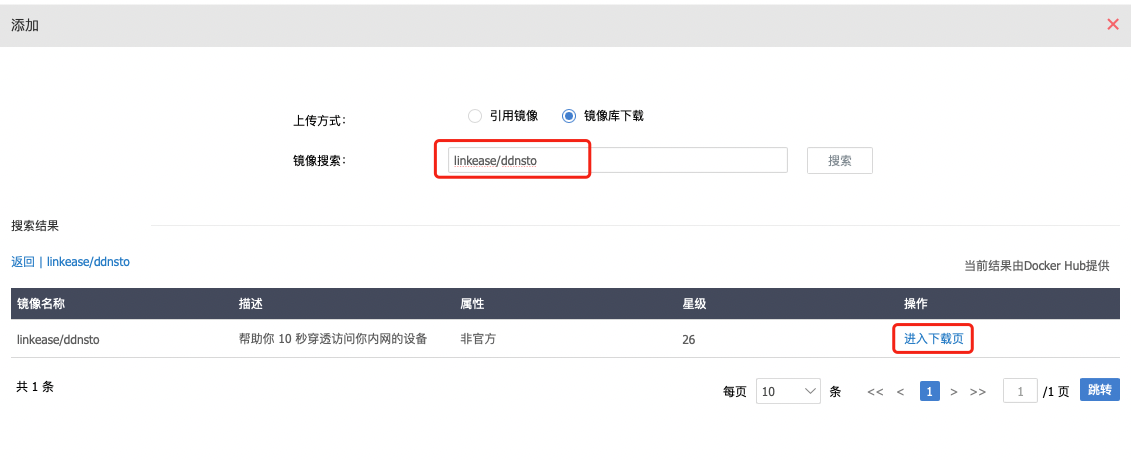 添加
上传方式： 引用镜像 镜像库下载
镜像搜索： linkease/ddnsto 搜索
搜索结果
返回 | linkease/ddnsto
当前结果由Docker Hub提供
镜像名称 描述 属性 星级 操作
linkease/ddnsto 帮助你 10 秒穿透访问你内网的设备 非官方 26 进入下载页
共 1 条
每页 10 条 << < 1 > >> 1 /1 页 跳转